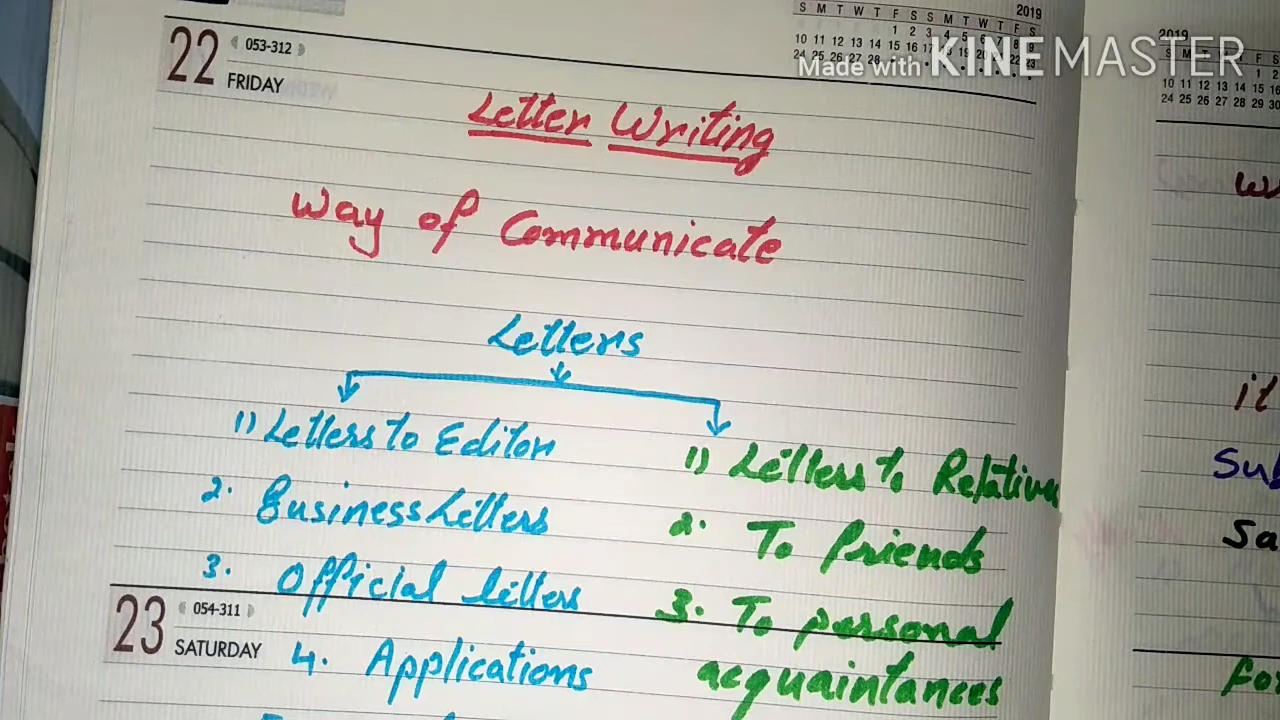 2019
S M T W T F S S M T W T F S
22 053-312
FRIDAY
Made with KINEMASTER
2019
Letter Writing
Way of Communicate
Letters
1) Letters to Editor
1) Letters to Relatives
2. Business Letters
2. To friends
3. Official letters
3. To personal
acquaintances
23 054-311
SATURDAY
4. Applications